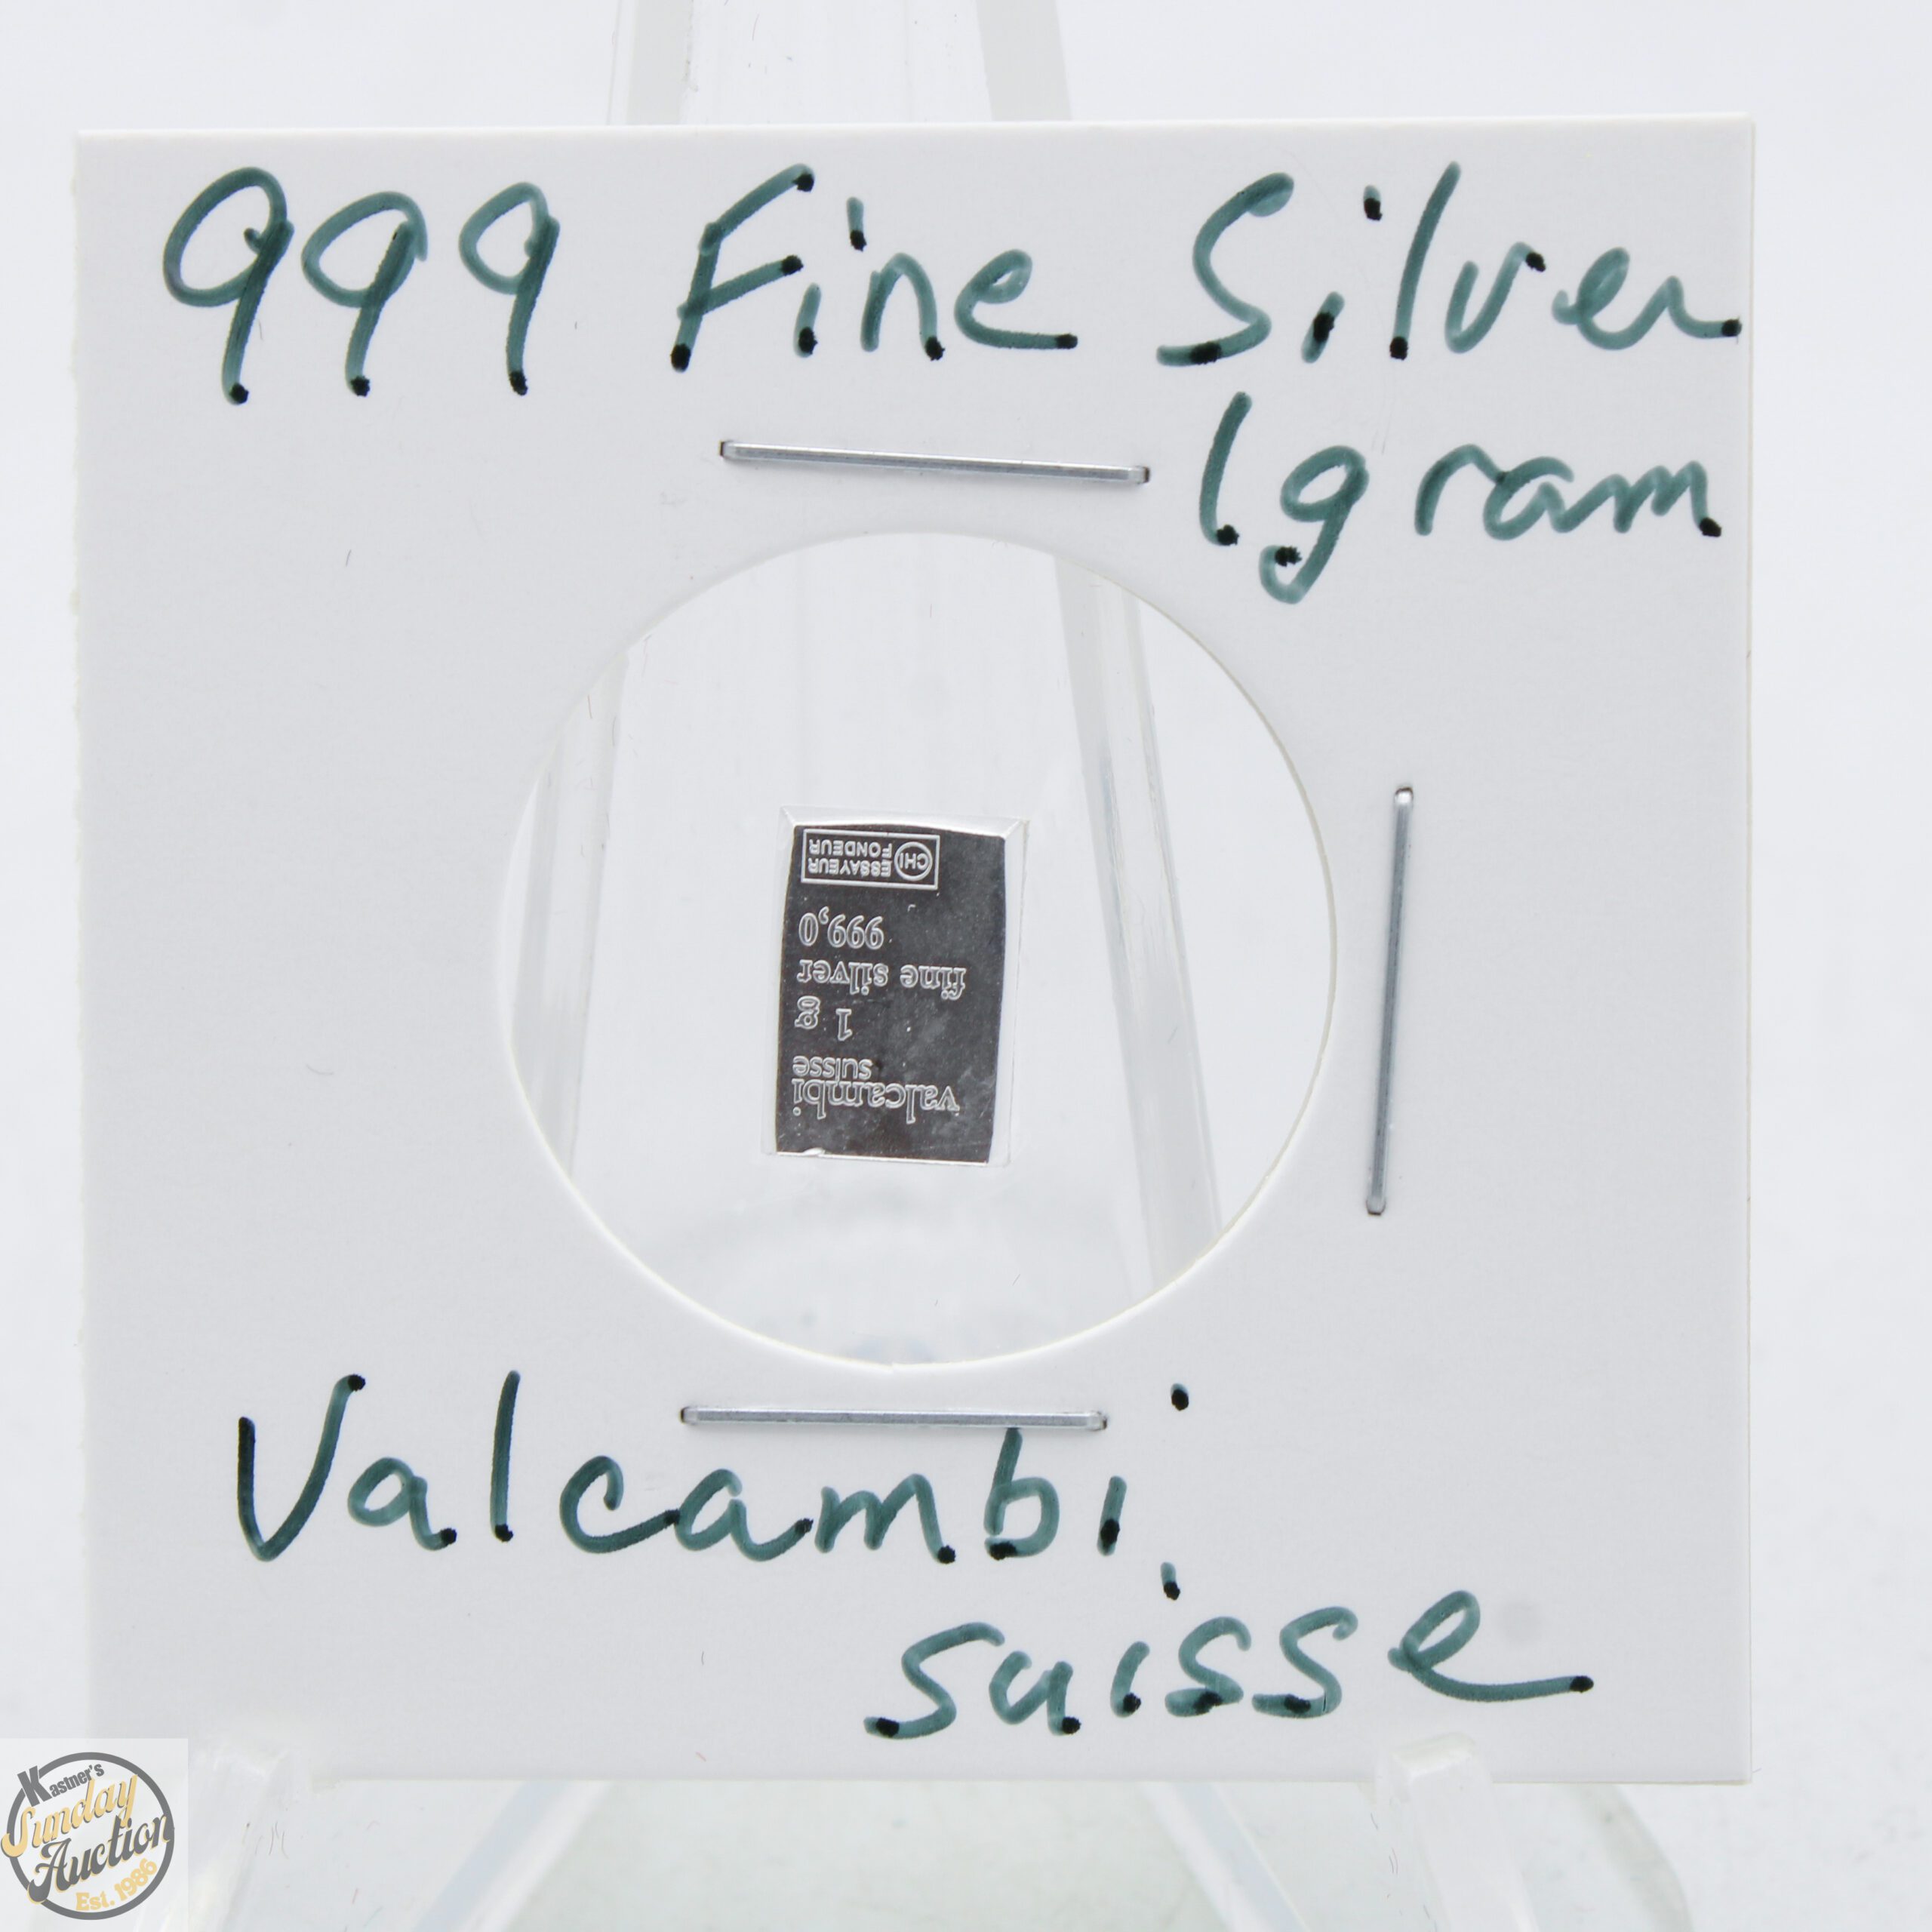 999 Fine Silver
1gram
valcambi
suisse
1 g
fine silver
999,0
CHI ESSAYEUR
FONDEUR
Valcambi
suisse
Kastner's
Sunday
Auction
Est. 1986